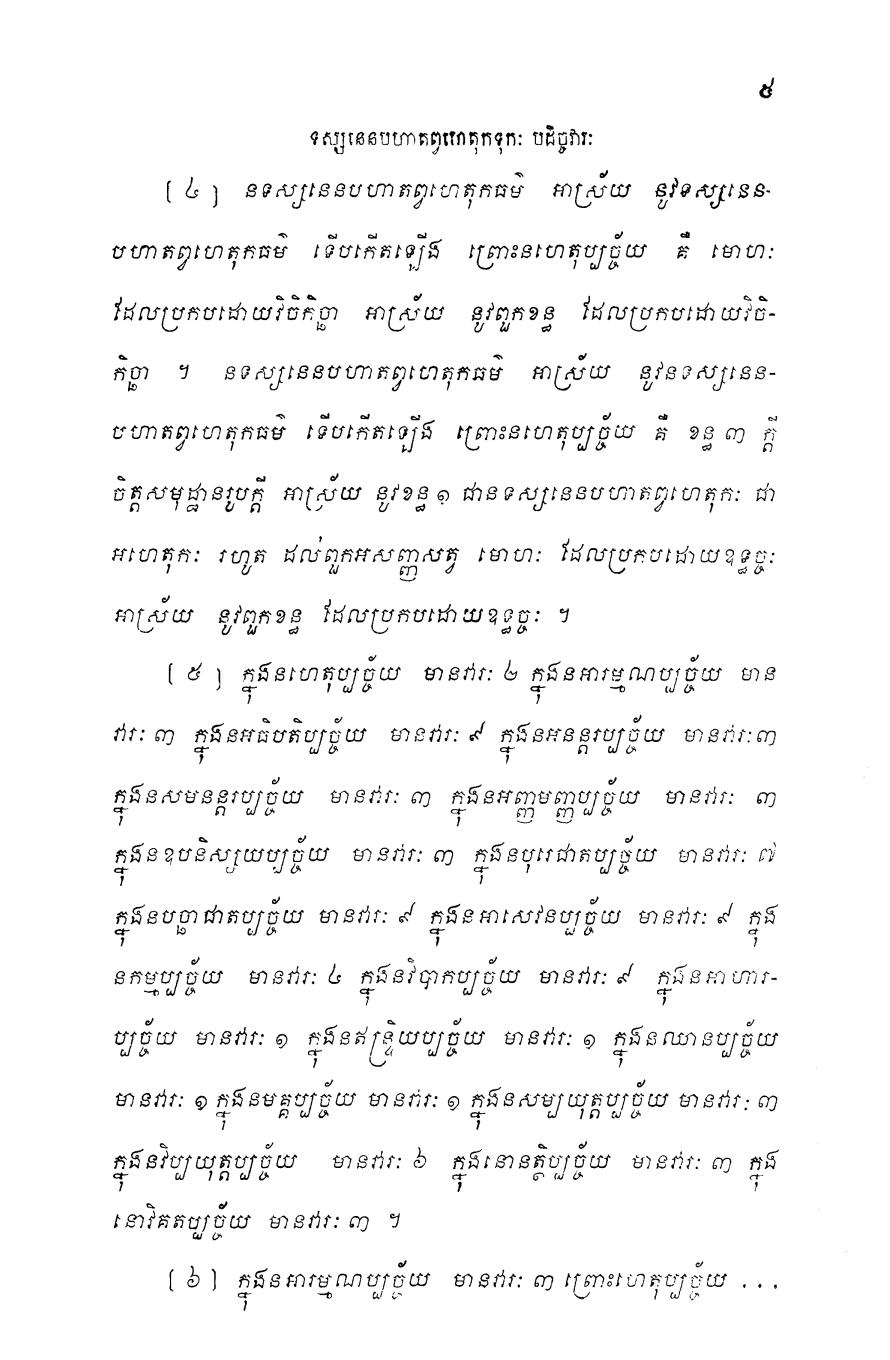 ៥
ទស្សនេនបហាតព្វហេតុកទុកៈ បដិច្ចវារៈ
[ ៤ ] នទស្សនេនបហាតព្វហេតុកធម៌ អាស្រ័យ នូវទស្សនេន-
បហាតព្វហេតុកធម៌ ទើបកើតឡើង ព្រោះនហេតុប្បច្ច័យ គឺ មោហៈ
ដែលប្រកបដោយវិចិកិច្ឆា អាស្រ័យ នូវពួកខន្ធ ដែលប្រកបដោយវិចិ-
កិច្ឆា ។ នទស្សនេនបហាតព្វហេតុកធម៌ អាស្រ័យ នូវនទស្សនេន-
បហាតព្វហេតុកធម៌ ទើបកើតឡើង ព្រោះនហេតុប្បច្ច័យ គឺ ខន្ធ ៣ ក្តី
ចិត្តសមុដ្ឋានរូបក្តី អាស្រ័យ នូវខន្ធ ១ ជានទស្សនេនបហាតព្វហេតុកៈ ជា
អហេតុកៈ រហូត ដល់ពួកអសញ្ញសត្វ មោហៈ ដែលប្រកបដោយឧទ្ធច្ចៈ
អាស្រ័យ នូវពួកខន្ធ ដែលប្រកបដោយឧទ្ធច្ចៈ ។
[ ៥ ] ក្នុងនហេតុប្បច្ច័យ មានវារៈ ២ ក្នុងនអារម្មណប្បច្ច័យ មាន
វារៈ ៣ ក្នុងនអធិបតិប្បច្ច័យ មានវារៈ ៩ ក្នុងនអនន្តរប្បច្ច័យ មានវារៈ ៣
ក្នុងនសមនន្តរប្បច្ច័យ មានវារៈ ៣ ក្នុងនអញ្ញមញ្ញប្បច្ច័យ មានវារៈ ៣
ក្នុងនឧបនិស្សយប្បច្ច័យ មានវារៈ ៣ ក្នុងនបុរេជាតប្បច្ច័យ មានវារៈ ៧
ក្នុងនបច្ឆាជាតប្បច្ច័យ មានវារៈ ៩ ក្នុងនអាសេវនប្បច្ច័យ មានវារៈ ៩ ក្នុង
នកម្មប្បច្ច័យ មានវារៈ ៤ ក្នុងនវិបាកប្បច្ច័យ មានវារៈ ៩ ក្នុងនអាហារ-
ប្បច្ច័យ មានវារៈ ១ ក្នុងនឥន្ទ្រិយប្បច្ច័យ មានវារៈ ១ ក្នុងនឈានប្បច្ច័យ
មានវារៈ ១ ក្នុងនមគ្គប្បច្ច័យ មានវារៈ ១ ក្នុងនសម្បយុត្តប្បច្ច័យ មានវារៈ ៣
ក្នុងនវិប្បយុត្តប្បច្ច័យ មានវារៈ ៦ ក្នុងនោនត្ថិប្បច្ច័យ មានវារៈ ៣ ក្នុង
នោវិគតប្បច្ច័យ មានវារៈ ៣ ។
[ ៦ ] ក្នុងនអារម្មណប្បច្ច័យ មានវារៈ ៣ ព្រោះហេតុប្បច្ច័យ ...